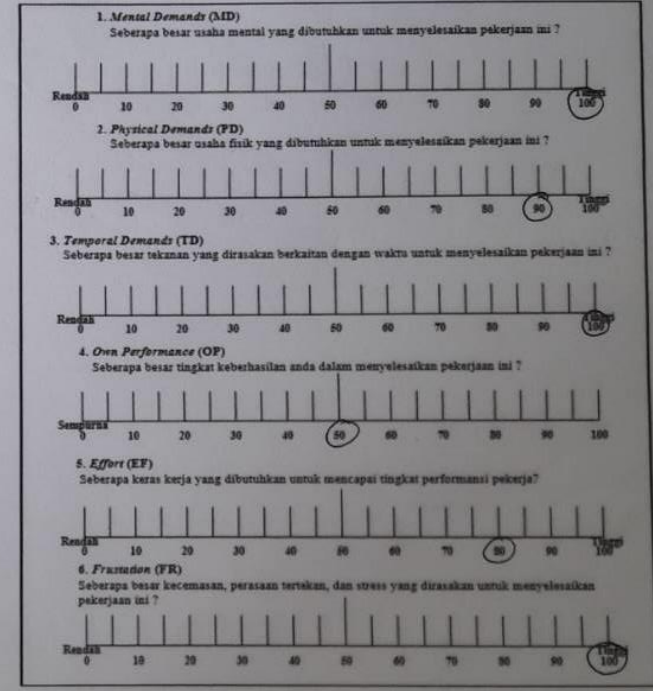 1. Mental Demands (MD)
Seberapa besar usaha mental yang dibutuhkan untuk menyelesaikan pekerjaan ini ?
Rendah Tinggi
0 10 20 30 40 50 60 70 80 90 100
2. Physical Demands (PD)
Seberapa besar usaha fisik yang dibutuhkan untuk menyelesaikan pekerjaan ini ?
Rendah Tinggi
0 10 20 30 40 50 60 70 80 90 100
3. Temporal Demands (TD)
Seberapa besar tekanan yang dirasakan berkaitan dengan waktu untuk menyelesaikan pekerjaan ini ?
Rendah Tinggi
0 10 20 30 40 50 60 70 80 90 100
4. Own Performance (OP)
Seberapa besar tingkat keberhasilan anda dalam menyelesaikan pekerjaan ini ?
Sempurna
0 10 20 30 40 50 60 70 80 90 100
5. Effort (EF)
Seberapa keras kerja yang dibutuhkan untuk mencapai tingkat performansi pekerja?
Rendah Tinggi
0 10 20 30 40 50 60 70 80 90 100
6. Frustation (FR)
Seberapa besar kecemasan, perasaan tertekan, dan stress yang dirasakan untuk menyelesaikan
pekerjaan ini ?
Rendah Tinggi
0 10 20 30 40 50 60 70 80 90 100